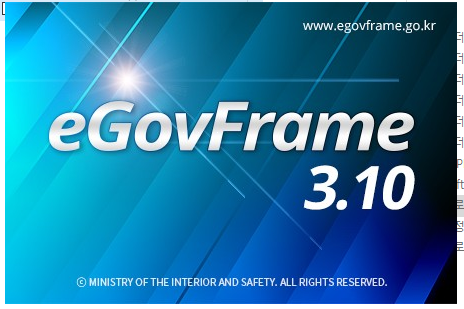 www.egovframe.go.kr
eGovFrame
3.10
ⓒ MINISTRY OF THE INTERIOR AND SAFETY. ALL RIGHTS RESERVED.